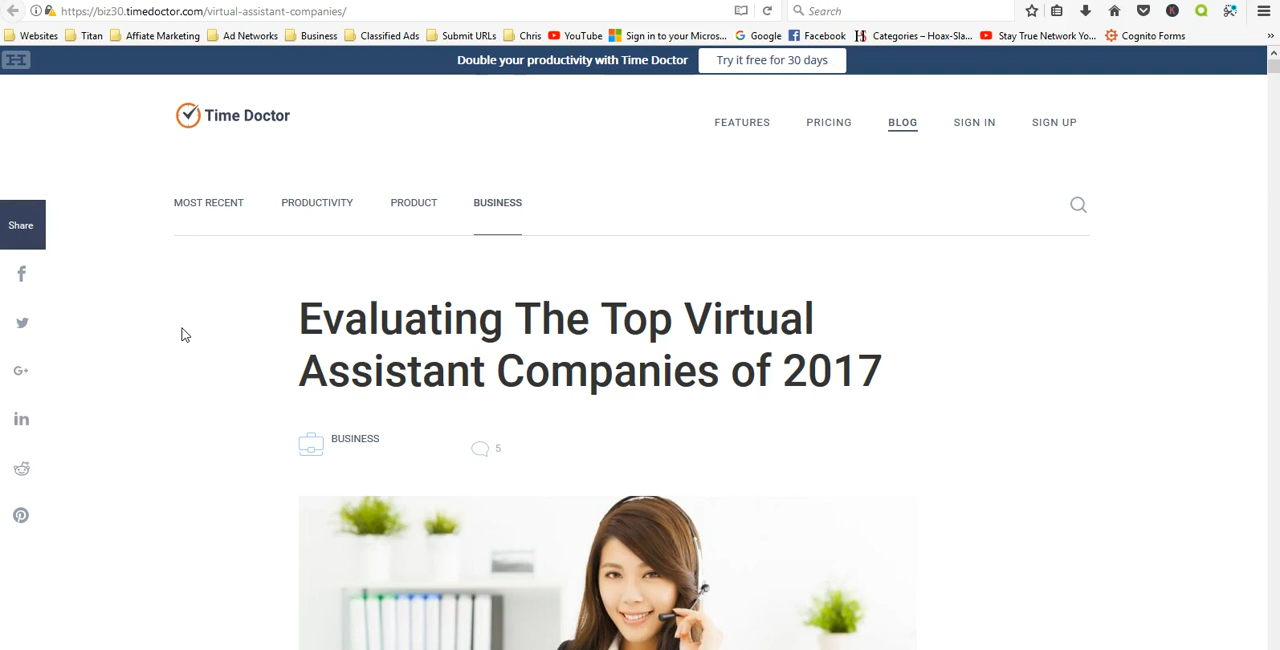 https://biz30.timedoctor.com/virtual-assistant-companies/
Search
Websites Titan Affiate Marketing Ad Networks Business Classified Ads Submit URLs Chris YouTube Sign in to your Micros... Google Facebook Categories – Hoax-Sla... Stay True Network Yo... Cognito Forms »
Double your productivity with Time Doctor Try it free for 30 days
Time Doctor
FEATURES PRICING BLOG SIGN IN SIGN UP
MOST RECENT PRODUCTIVITY PRODUCT BUSINESS
Share
Evaluating The Top Virtual
Assistant Companies of 2017
BUSINESS 5